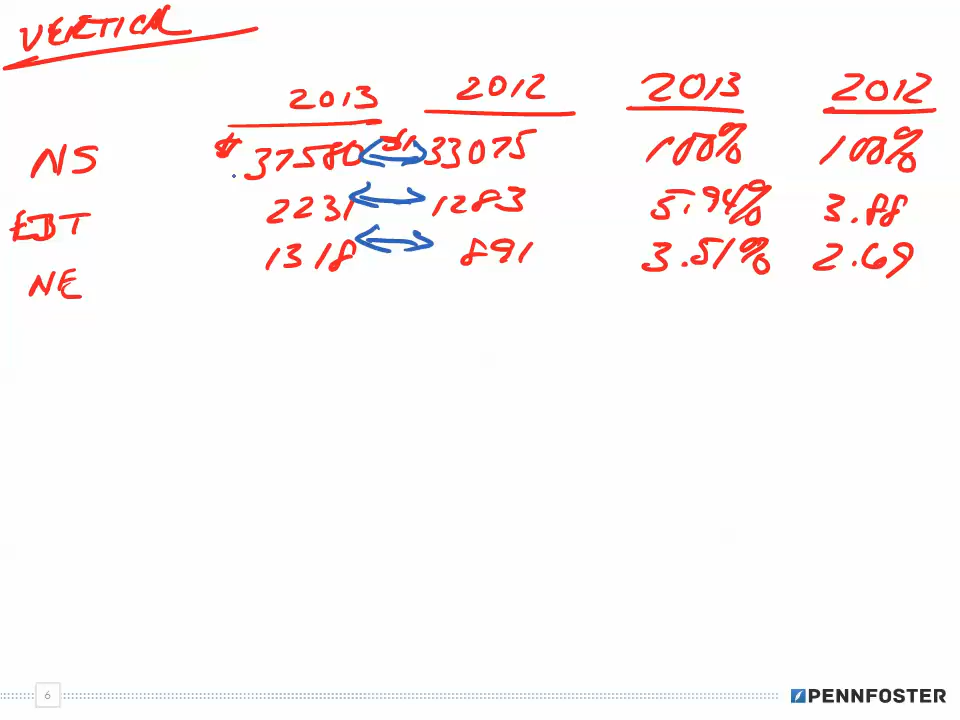 VERTICAL
2013 2012 2013 2012
NS $ 37580 $ 33075 100% 100%
EBT 2231 1283 5.94% 3.88
NE 1318 891 3.51% 2.69
6
PENNFOSTER